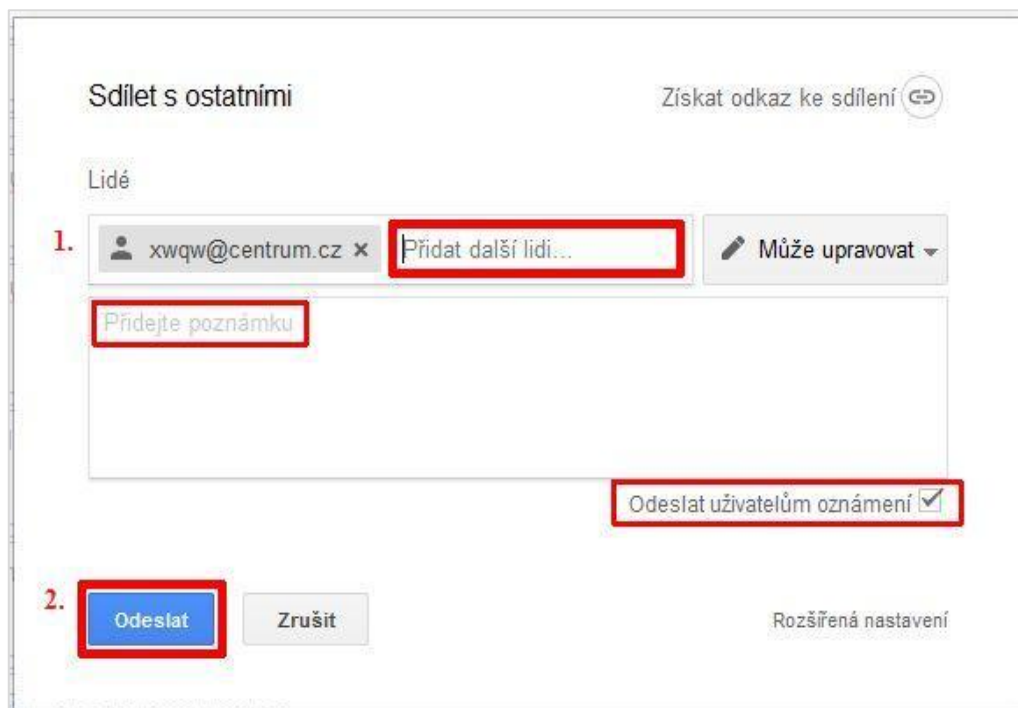 Sdílet s ostatními
Získat odkaz ke sdílení
Lidé
1.
xwqw@centrum.cz ×
Přidat další lidi...
Může upravovat
Přidejte poznámku
Odeslat uživatelům oznámení
2.
Odeslat
Zrušit
Rozšířená nastavení